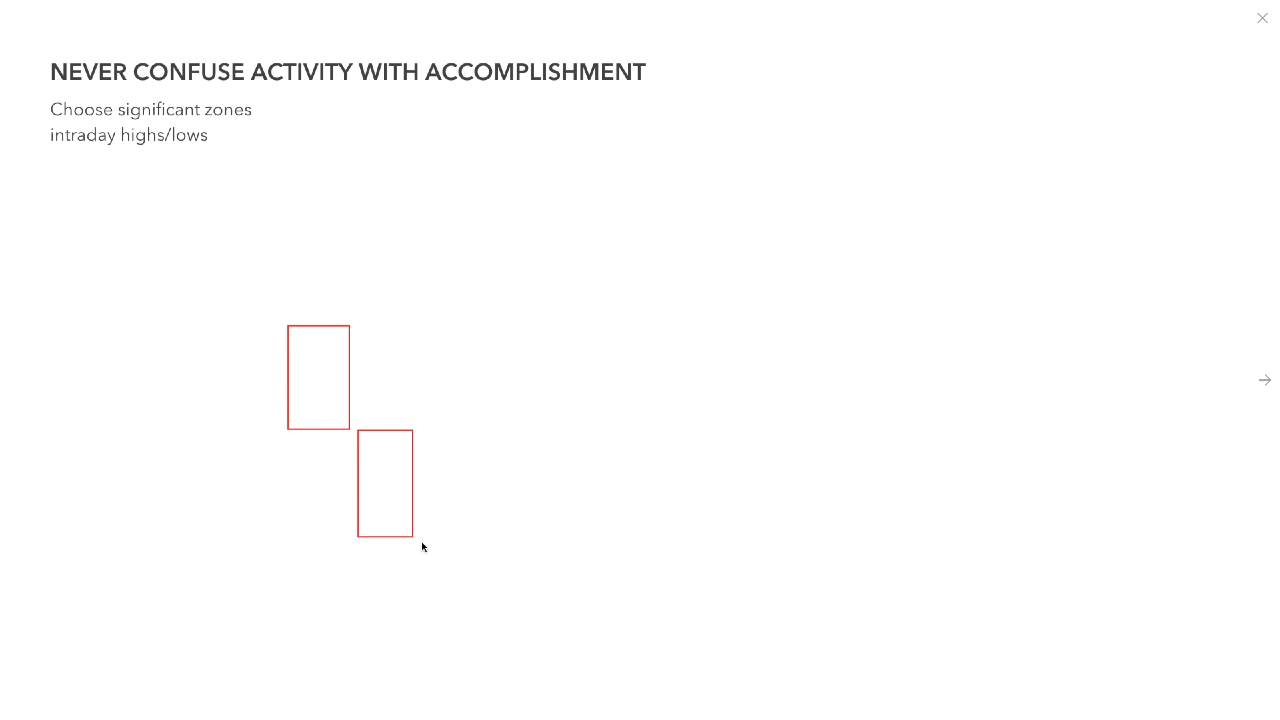 NEVER CONFUSE ACTIVITY WITH ACCOMPLISHMENT
Choose significant zones
intraday highs/lows